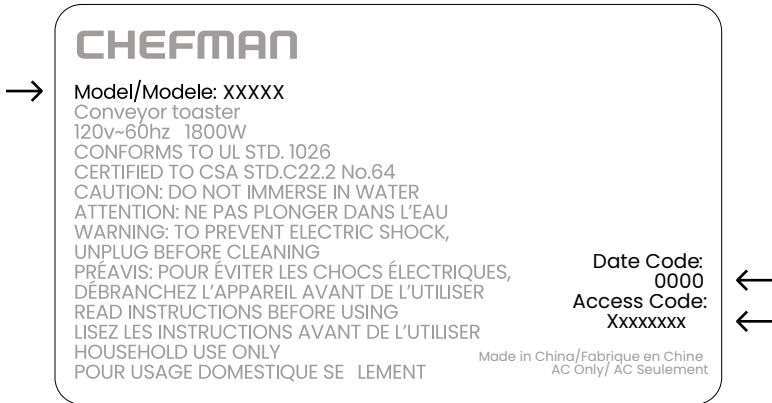 CHEFMAN
Model/Modele: XXXXX
Conveyor toaster
120v~60hz 1800W
CONFORMS TO UL STD. 1026
CERTIFIED TO CSA STD.C22.2 No.64
CAUTION: DO NOT IMMERSE IN WATER
ATTENTION: NE PAS PLONGER DANS L'EAU
WARNING: TO PREVENT ELECTRIC SHOCK,
UNPLUG BEFORE CLEANING
PRÉAVIS: POUR ÉVITER LES CHOCS ÉLECTRIQUES,
DÉBRANCHEZ L'APPAREIL AVANT DE L'UTILISER
READ INSTRUCTIONS BEFORE USING
LISEZ LES INSTRUCTIONS AVANT DE L'UTILISER
HOUSEHOLD USE ONLY
POUR USAGE DOMESTIQUE SE LEMENT
Date Code:
0000
Access Code:
Xxxxxxxx
Made in China/Fabrique en Chine
AC Only/ AC Seulement